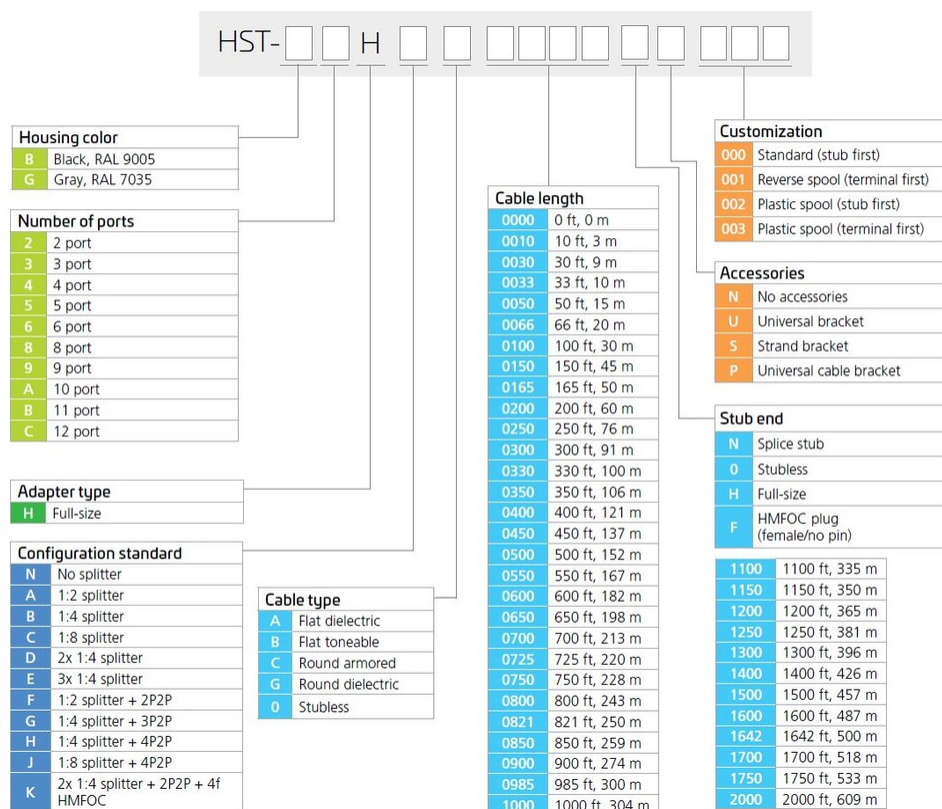 HST- H
Housing color
B Black, RAL 9005
G Gray, RAL 7035
Number of ports
2 2 port
3 3 port
4 4 port
5 5 port
6 6 port
8 8 port
9 9 port
A 10 port
B 11 port
C 12 port
Adapter type
H Full-size
Configuration standard
N No splitter
A 1:2 splitter
B 1:4 splitter
C 1:8 splitter
D 2x 1:4 splitter
E 3x 1:4 splitter
F 1:2 splitter + 2P2P
G 1:4 splitter + 3P2P
H 1:4 splitter + 4P2P
J 1:8 splitter + 4P2P
K 2x 1:4 splitter + 2P2P + 4f
HMFOC
Cable type
A Flat dielectric
B Flat toneable
C Round armored
G Round dielectric
0 Stubless
Cable length
0000 0 ft, 0 m
0010 10 ft, 3 m
0030 30 ft, 9 m
0033 33 ft, 10 m
0050 50 ft, 15 m
0066 66 ft, 20 m
0100 100 ft, 30 m
0150 150 ft, 45 m
0165 165 ft, 50 m
0200 200 ft, 60 m
0250 250 ft, 76 m
0300 300 ft, 91 m
0330 330 ft, 100 m
0350 350 ft, 106 m
0400 400 ft, 121 m
0450 450 ft, 137 m
0500 500 ft, 152 m
0550 550 ft, 167 m
0600 600 ft, 182 m
0650 650 ft, 198 m
0700 700 ft, 213 m
0725 725 ft, 220 m
0750 750 ft, 228 m
0800 800 ft, 243 m
0821 821 ft, 250 m
0850 850 ft, 259 m
0900 900 ft, 274 m
0985 985 ft, 300 m
1000 1000 ft, 304 m
Customization
000 Standard (stub first)
001 Reverse spool (terminal first)
002 Plastic spool (stub first)
003 Plastic spool (terminal first)
Accessories
N No accessories
U Universal bracket
S Strand bracket
P Universal cable bracket
Stub end
N Splice stub
0 Stubless
H Full-size
F HMFOC plug
(female/no pin)
1100 1100 ft, 335 m
1150 1150 ft, 350 m
1200 1200 ft, 365 m
1250 1250 ft, 381 m
1300 1300 ft, 396 m
1400 1400 ft, 426 m
1500 1500 ft, 457 m
1600 1600 ft, 487 m
1642 1642 ft, 500 m
1700 1700 ft, 518 m
1750 1750 ft, 533 m
2000 2000 ft, 609 m